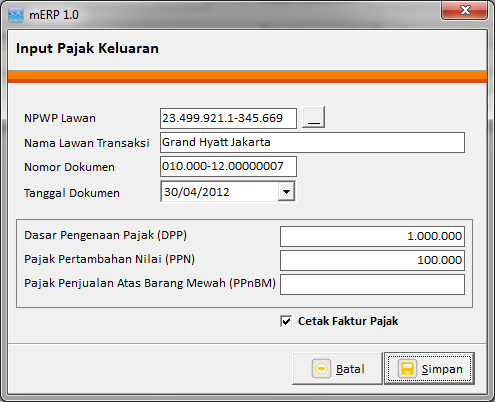 mERP 1.0
Input Pajak Keluaran
NPWP Lawan 23.499.921.1-345.669 __
Nama Lawan Transaksi Grand Hyatt Jakarta
Nomor Dokumen 010.000-12.00000007
Tanggal Dokumen 30/04/2012
Dasar Pengenaan Pajak (DPP) 1.000.000
Pajak Pertambahan Nilai (PPN) 100.000
Pajak Penjualan Atas Barang Mewah (PPnBM)
Cetak Faktur Pajak
Batal Simpan